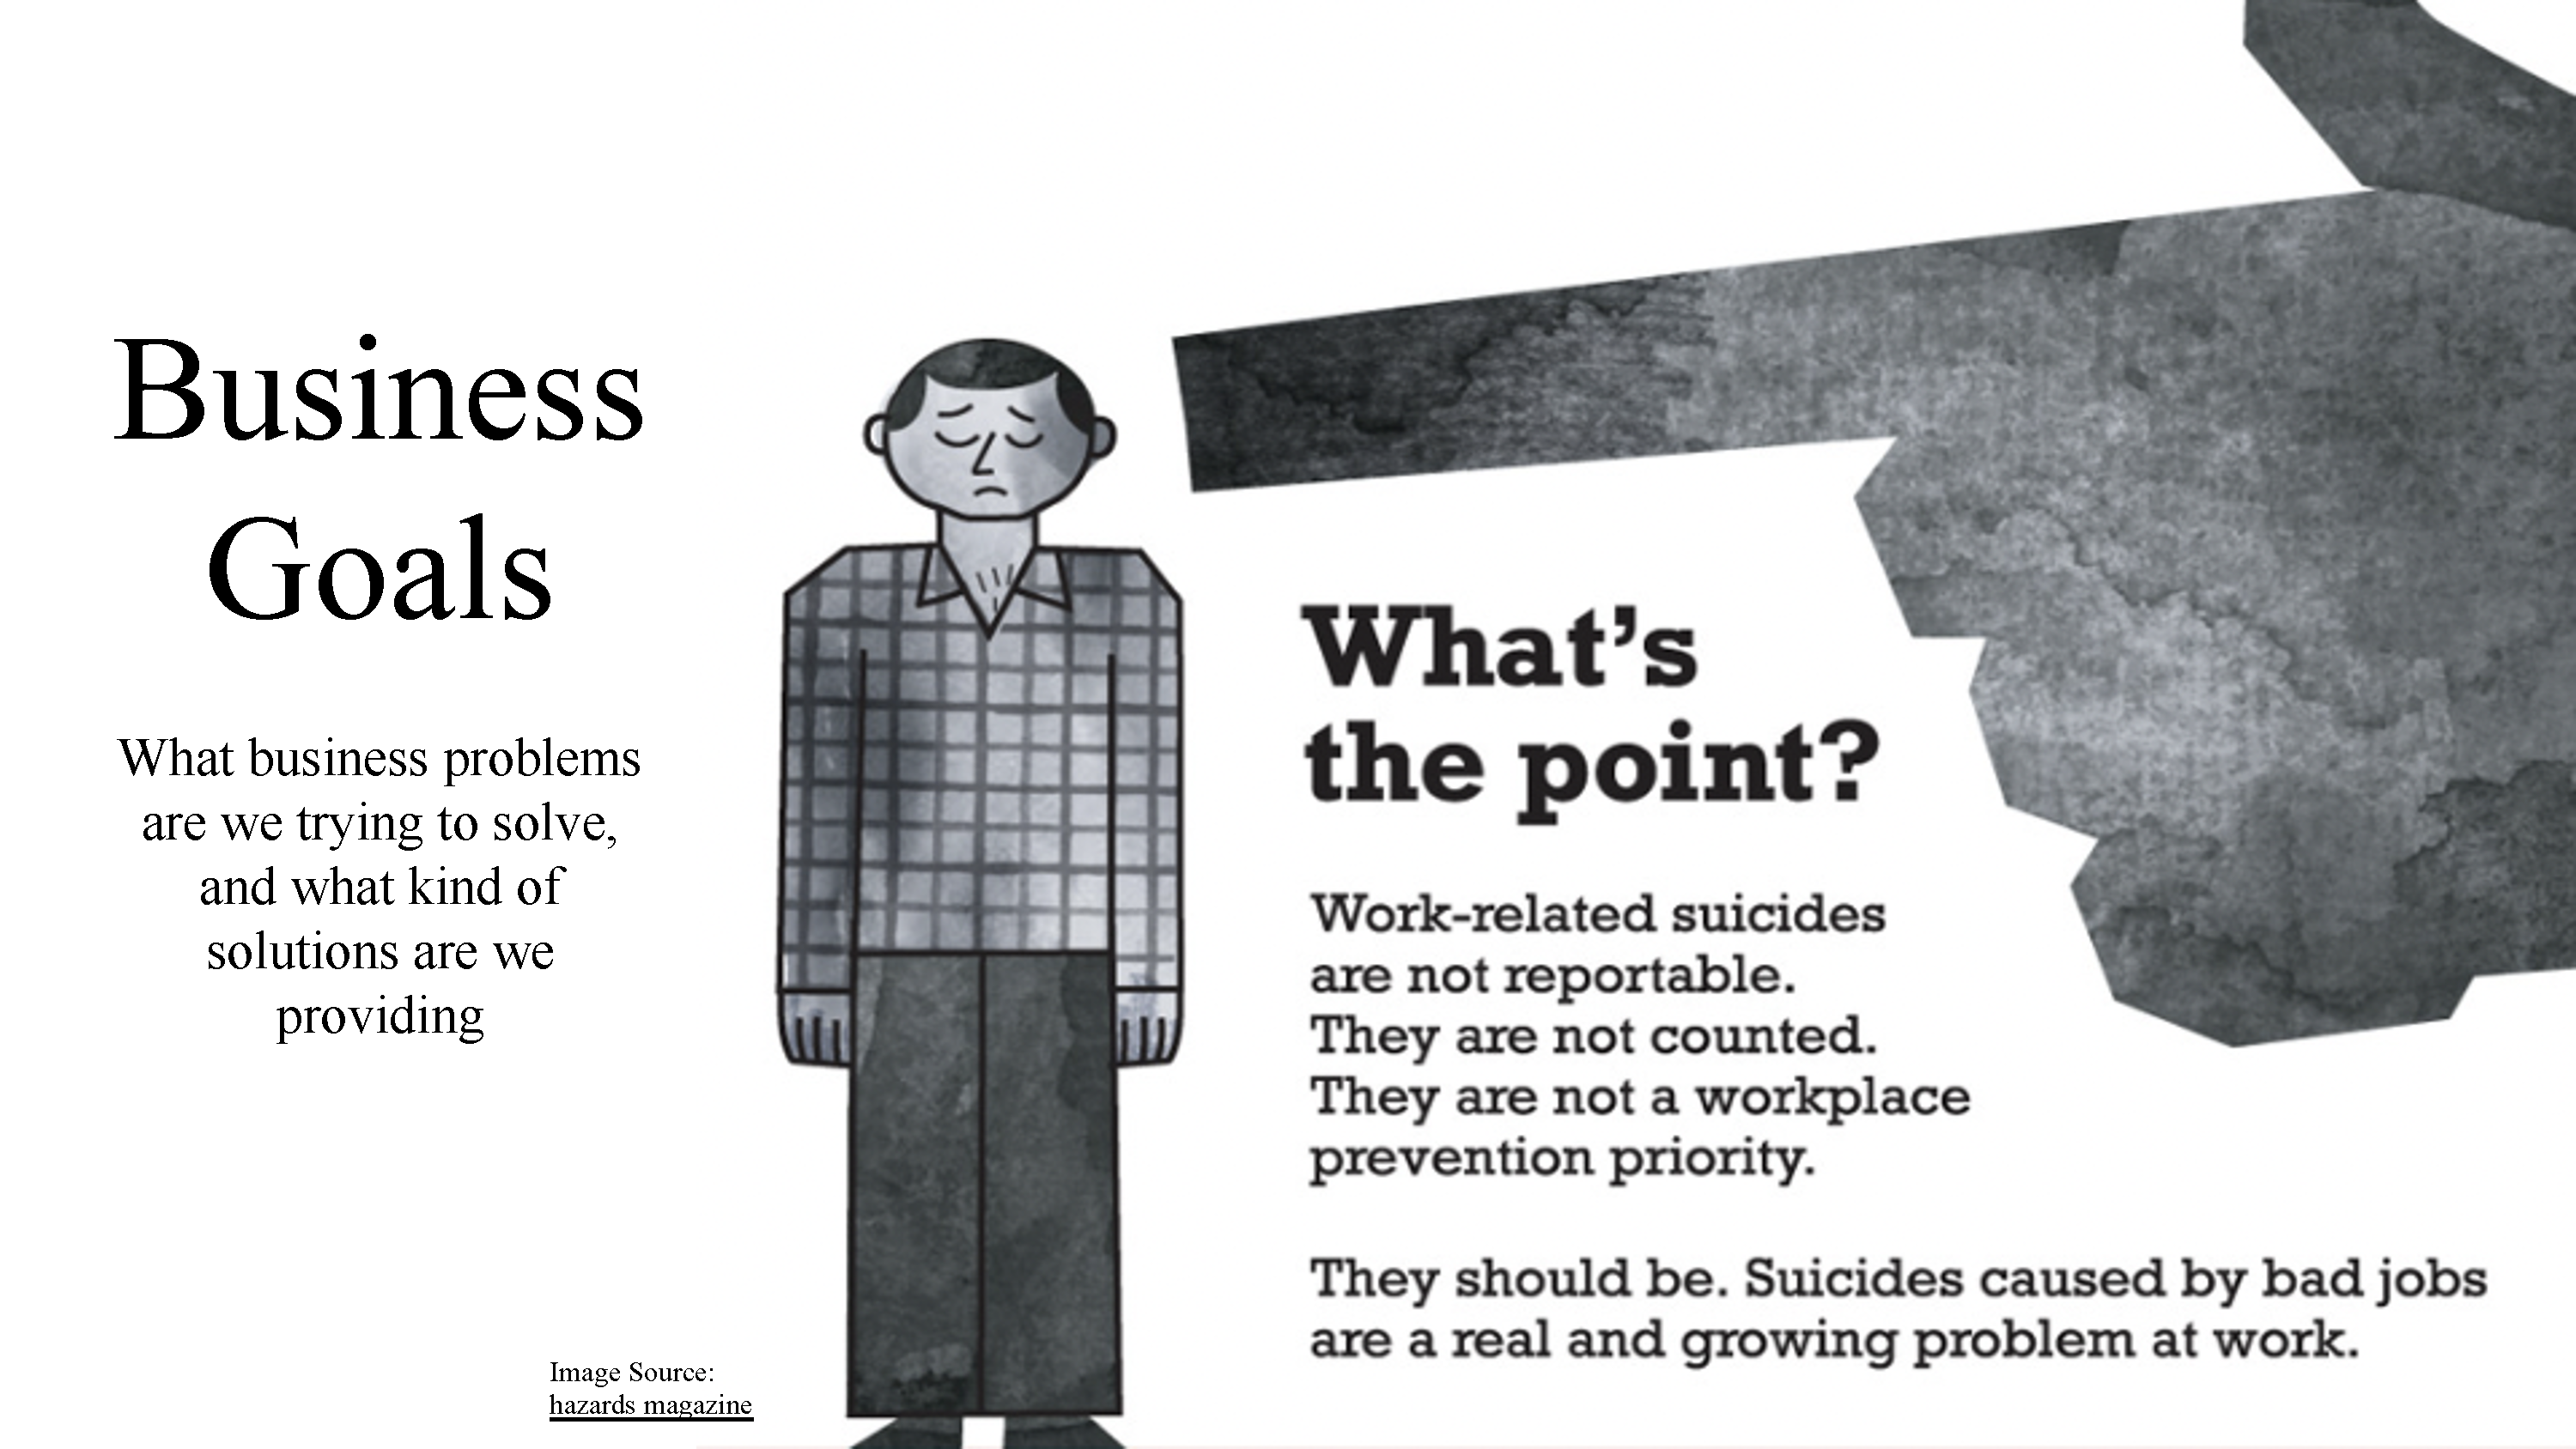 Business
Goals
What business problems
are we trying to solve,
and what kind of
solutions are we
providing
Image Source:
hazards magazine
What's
the point?
Work-related suicides
are not reportable.
They are not counted.
They are not a workplace
prevention priority.
They should be. Suicides caused by bad jobs
are a real and growing problem at work.